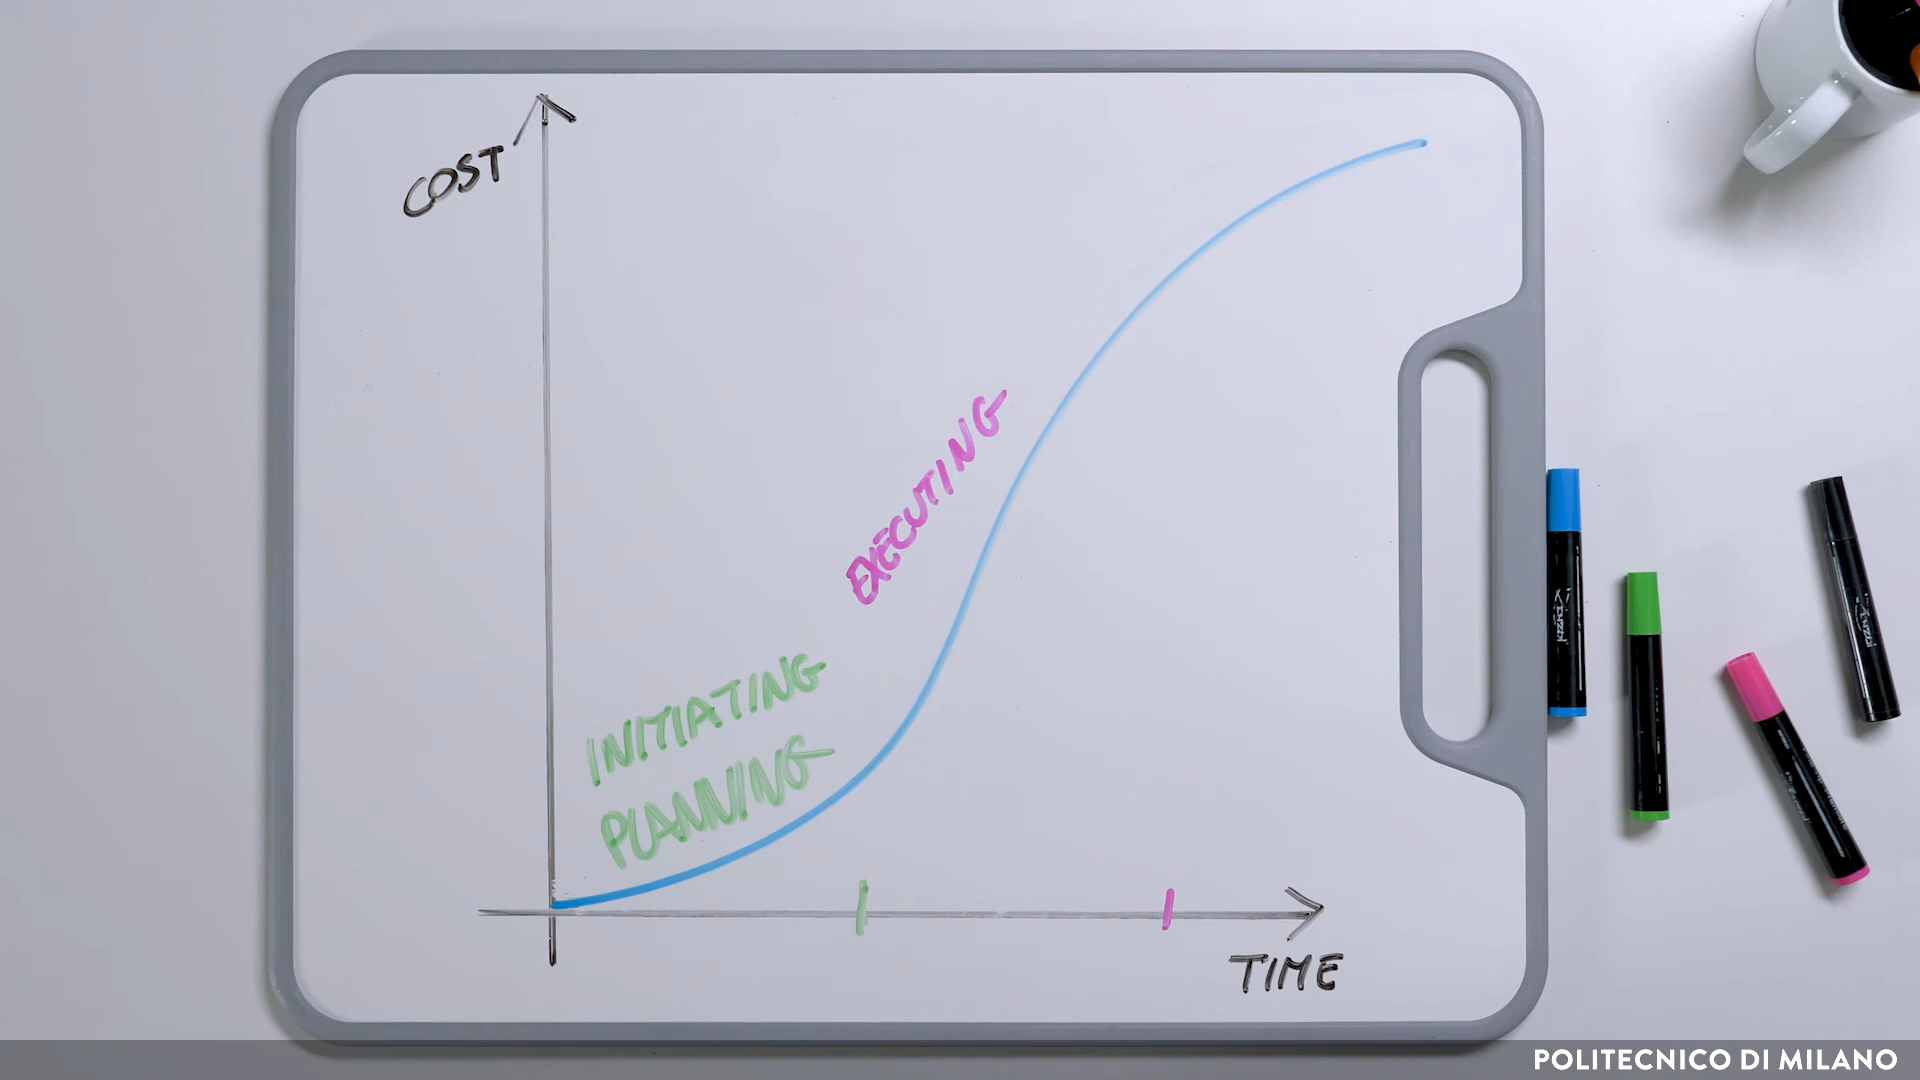 COST
EXECUTING
INITIATING
PLANNING
TIME
POLITECNICO DI MILANO